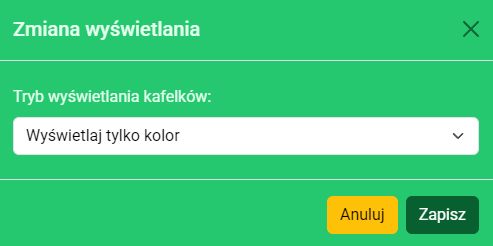 Zmiana wyświetlania
Tryb wyświetlania kafelków:
Wyświetlaj tylko kolor
Anuluj
Zapisz